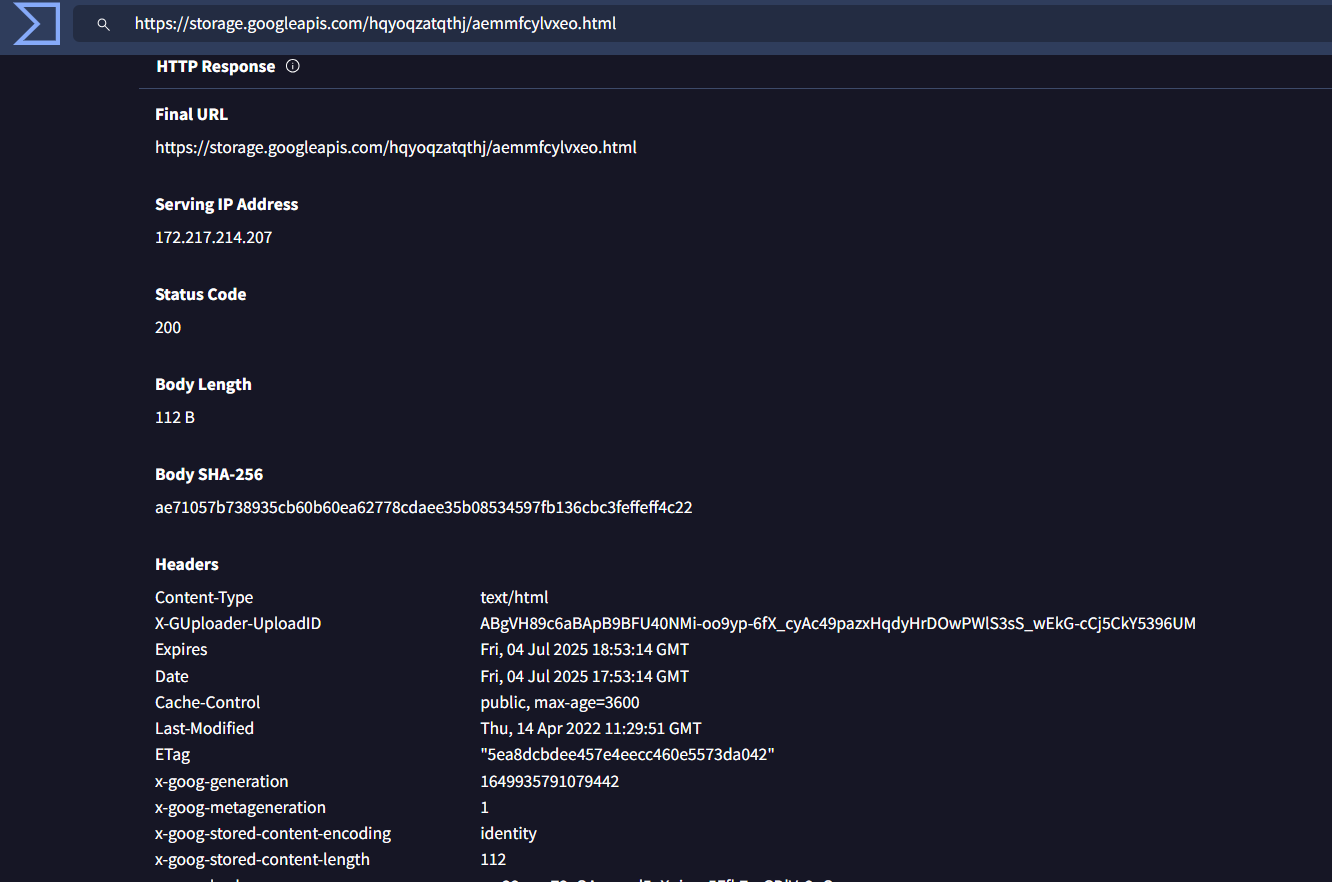 https://storage.googleapis.com/hqyoqzatqthj/aemmfcylvxeo.html
HTTP Response
Final URL
https://storage.googleapis.com/hqyoqzatqthj/aemmfcylvxeo.html
Serving IP Address
172.217.214.207
Status Code
200
Body Length
112 B
Body SHA-256
ae71057b738935cb60b60ea62778cdaee35b08534597fb136cbc3feffeff4c22
Headers
Content-Type text/html
X-GUploader-UploadID ABgVH89c6aBApB9BFU40NMi-oo9yp-6fX_cyAc49pazxHqdyHrDOwPWlS3sS_wEkG-cCj5CkY5396UM
Expires Fri, 04 Jul 2025 18:53:14 GMT
Date Fri, 04 Jul 2025 17:53:14 GMT
Cache-Control public, max-age=3600
Last-Modified Thu, 14 Apr 2022 11:29:51 GMT
ETag "5ea8dcbdee457e4eecc460e5573da042"
x-goog-generation 1649935791079442
x-goog-metageneration 1
x-goog-stored-content-encoding identity
x-goog-stored-content-length 112